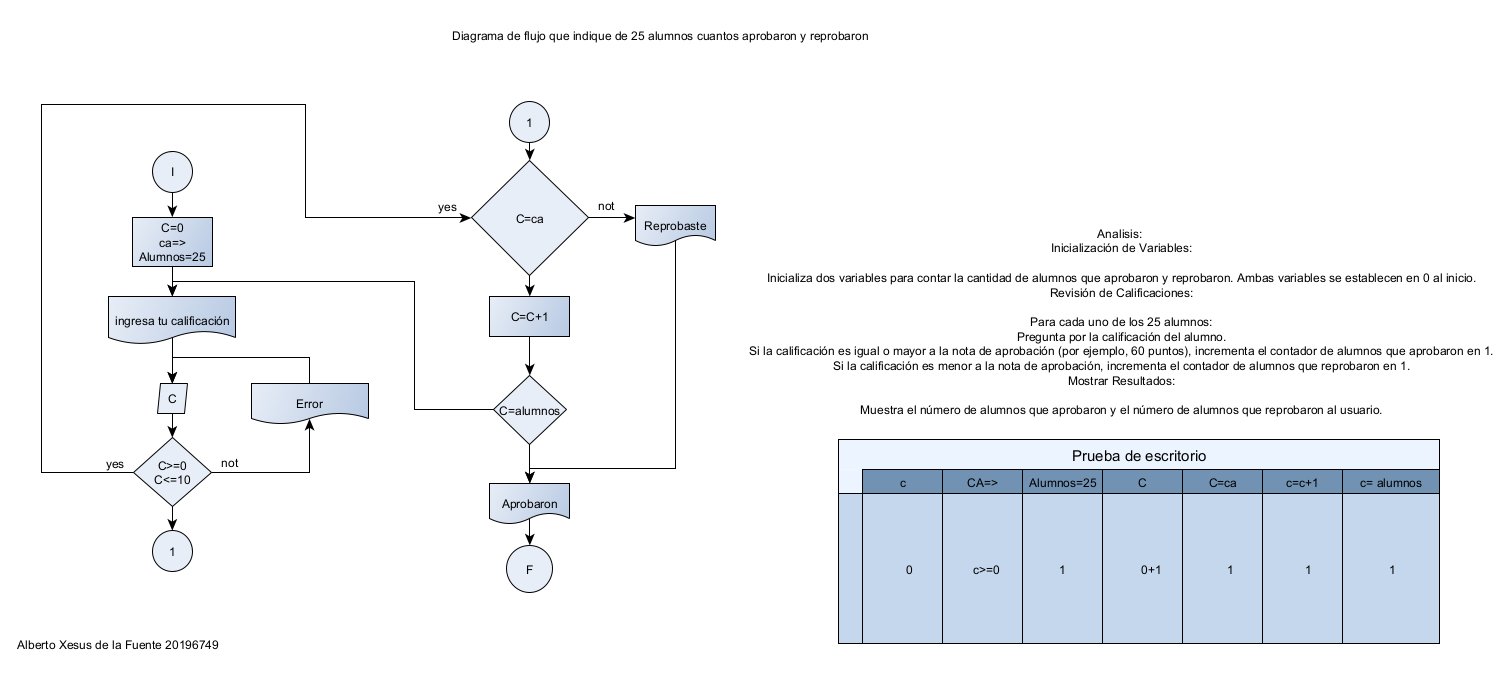 Diagrama de flujo que indique de 25 alumnos cuantos aprobaron y reprobaron
I
C=0
ca=>
Alumnos=25
ingresa tu calificación
C
Error
C>=0
C<=10
yes
not
1
1
yes
C=ca
not
Reprobaste
C=C+1
C=alumnos
Aprobaron
F
Analisis:
Inicialización de Variables:
Inicializa dos variables para contar la cantidad de alumnos que aprobaron y reprobaron. Ambas variables se establecen en 0 al inicio.
Revisión de Calificaciones:
Para cada uno de los 25 alumnos:
Pregunta por la calificación del alumno.
Si la calificación es igual o mayor a la nota de aprobación (por ejemplo, 60 puntos), incrementa el contador de alumnos que aprobaron en 1.
Si la calificación es menor a la nota de aprobación, incrementa el contador de alumnos que reprobaron en 1.
Mostrar Resultados:
Muestra el número de alumnos que aprobaron y el número de alumnos que reprobaron al usuario.
Prueba de escritorio
c CA=> Alumnos=25 C C=ca c=c+1 c= alumnos
0 c>=0 1 0+1 1 1 1
Alberto Xesus de la Fuente 20196749